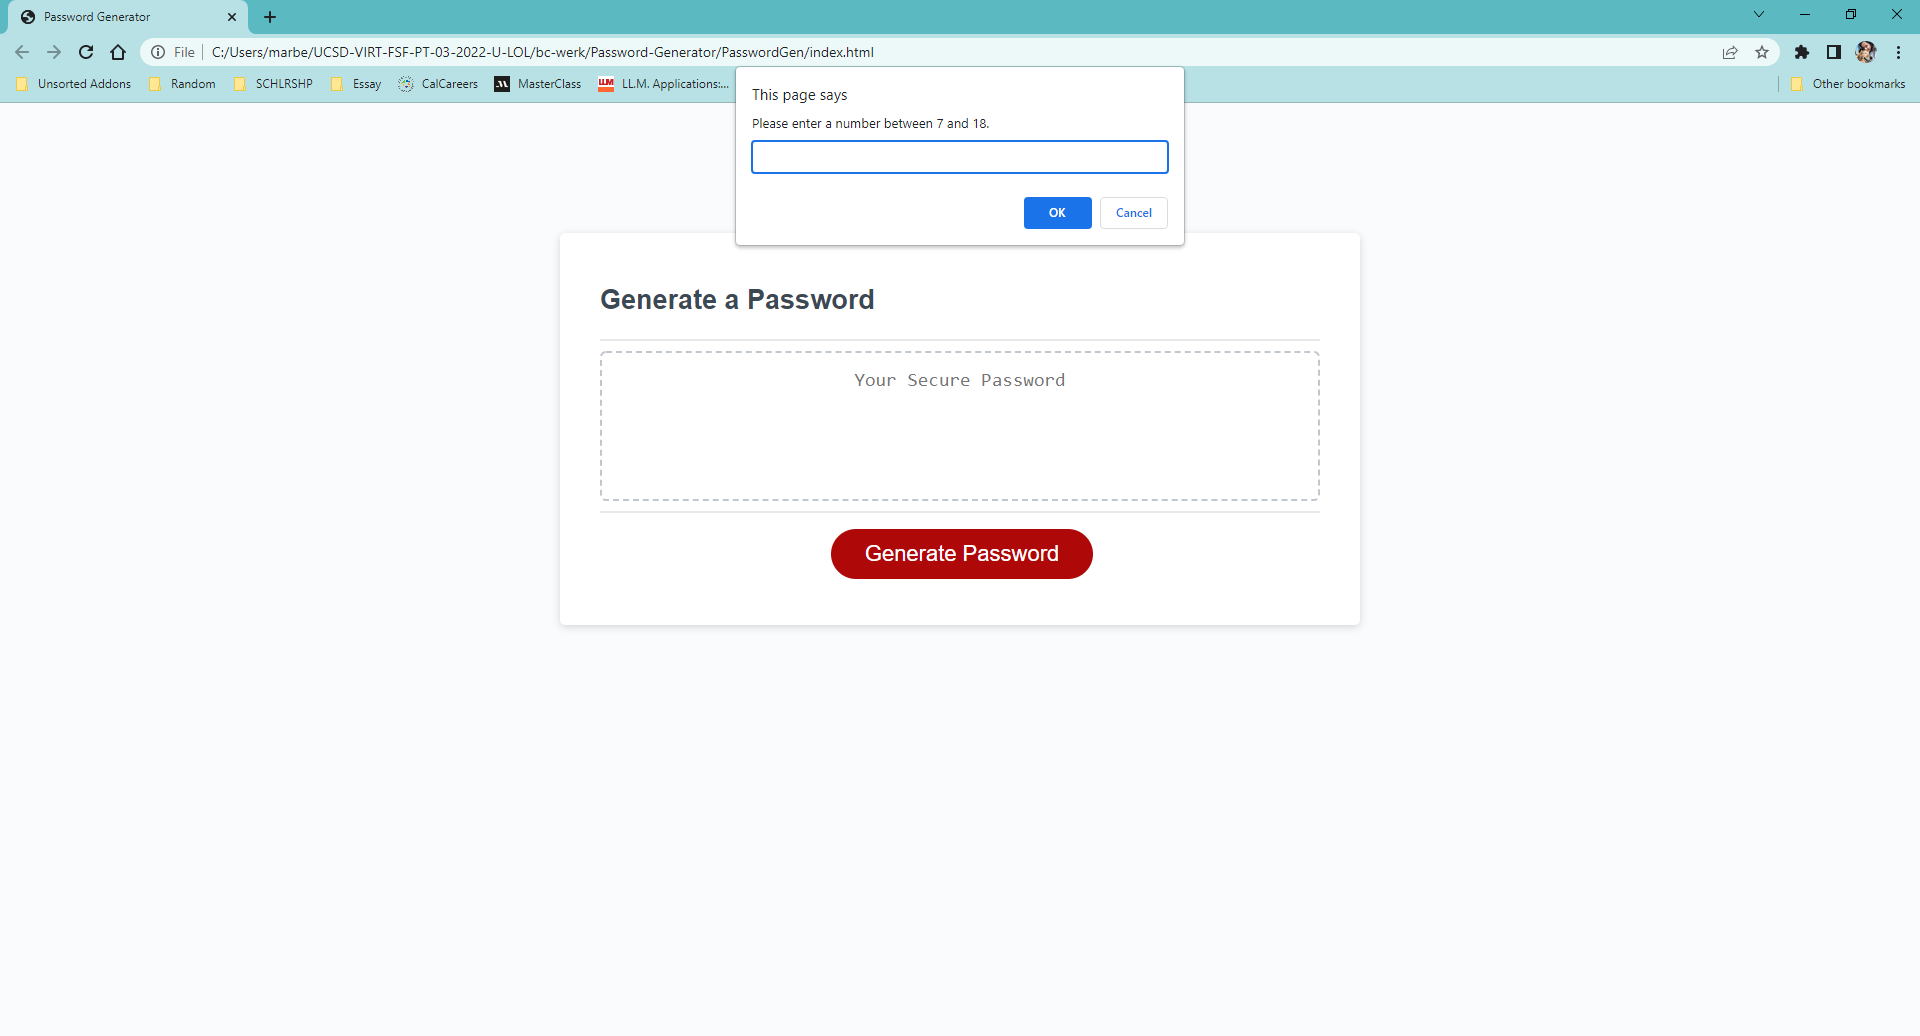 Password Generator
File C:/Users/marbe/UCSD-VIRT-FSF-PT-03-2022-U-LOL/bc-werk/Password-Generator/PasswordGen/index.html
Unsorted Addons Random SCHLRSHP Essay CalCareers MasterClass LLM LL.M. Applications:... Other bookmarks
This page says
Please enter a number between 7 and 18.
OK Cancel
Generate a Password
Your Secure Password
Generate Password